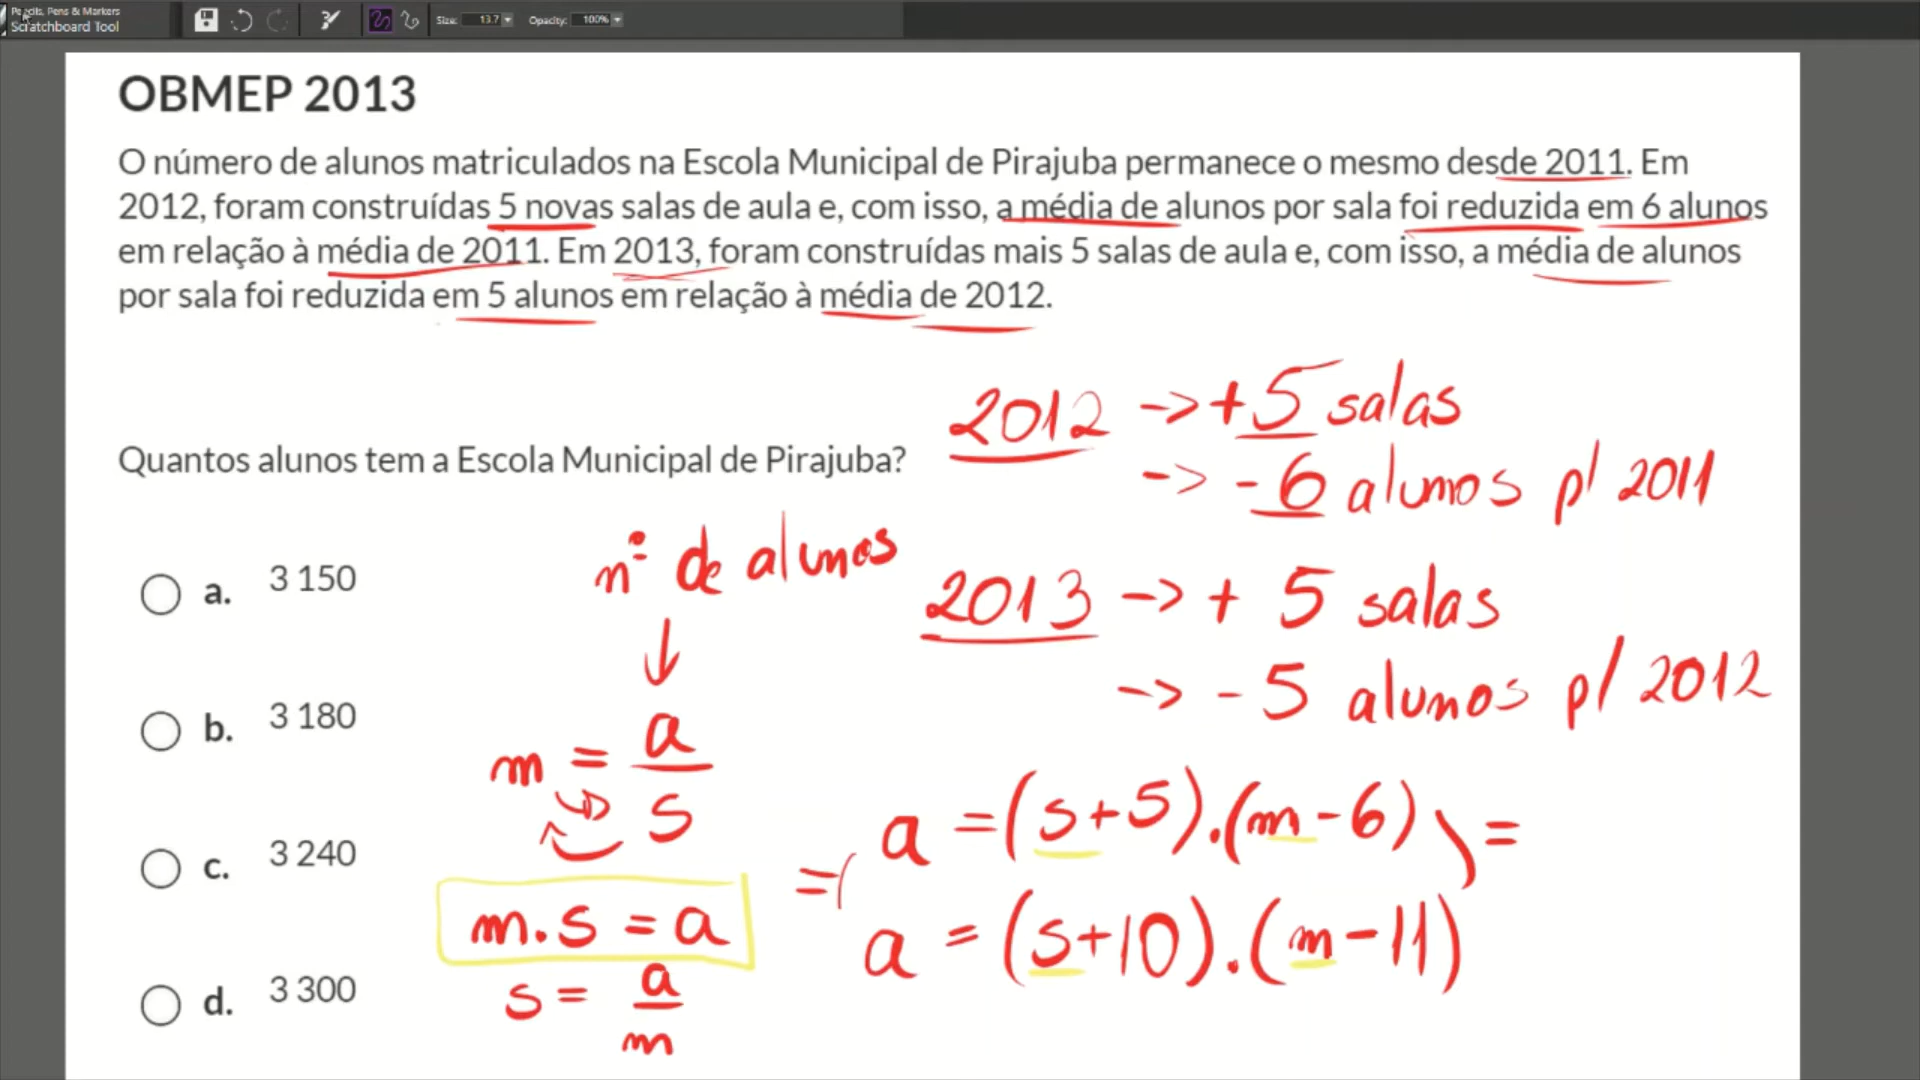 Pencils, Pens & Markers
Scratchboard Tool
Size: 13.7
Opacity: 100%
OBMEP 2013
O número de alunos matriculados na Escola Municipal de Pirajuba permanece o mesmo desde 2011. Em
2012, foram construídas 5 novas salas de aula e, com isso, a média de alunos por sala foi reduzida em 6 alunos
em relação à média de 2011. Em 2013, foram construídas mais 5 salas de aula e, com isso, a média de alunos
por sala foi reduzida em 5 alunos em relação à média de 2012.
2012 -> +5 salas
-> -6 alunos p/ 2011
Quantos alunos tem a Escola Municipal de Pirajuba?
nº de alunos
↓
2013 -> + 5 salas
-> - 5 alunos p/ 2012
a. 3 150
b. 3 180
c. 3 240
d. 3 300
m = a/s
m.s = a
s = a/m
a = (s+5).(m-6) =
=(
a = (s+10).(m-11)